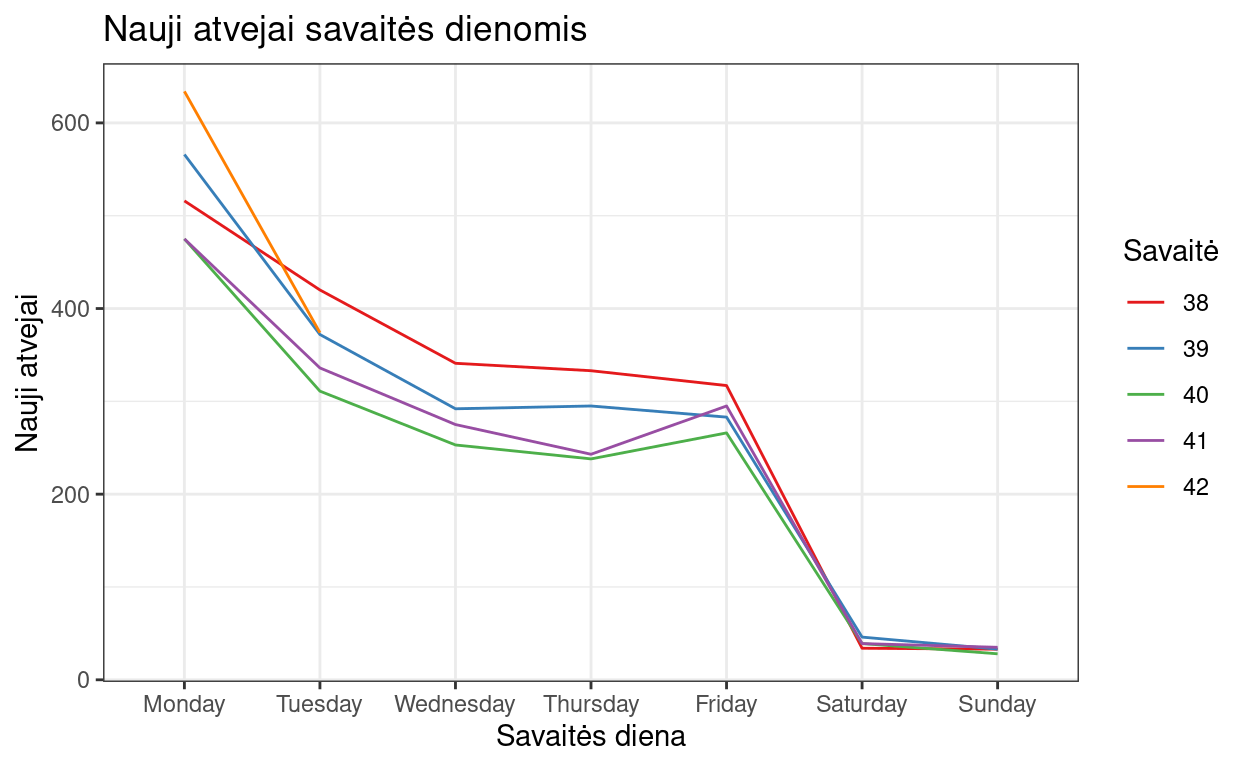 Nauji atvejai savaitės dienomis
Nauji atvejai
600
400
200
0
Monday Tuesday Wednesday Thursday Friday Saturday Sunday
Savaitės diena
Savaitė
38
39
40
41
42